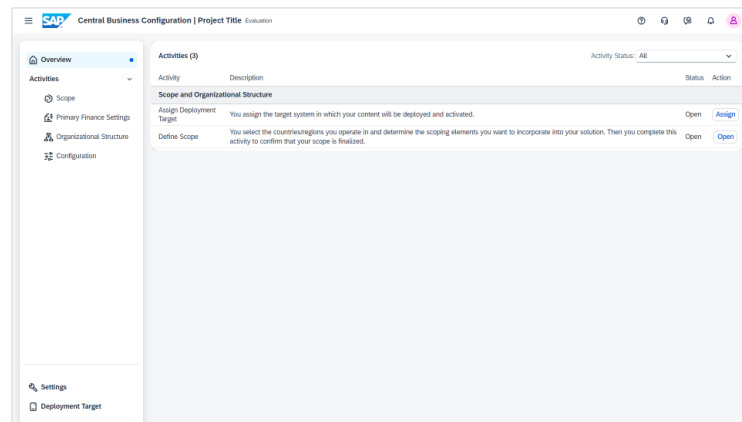 SAP Central Business Configuration | Project Title Evaluation
Overview
Activities
Scope
Primary Finance Settings
Organizational Structure
Configuration
Settings
Deployment Target
Activities (3)
Activity Status: All
Activity Description Status Action
Scope and Organizational Structure
Assign Deployment
Target
You assign the target system in which your content will be deployed and activated.
Open Assign
Define Scope
You select the countries/regions you operate in and determine the scoping elements you want to incorporate into your solution. Then you complete this
activity to confirm that your scope is finalized.
Open Open